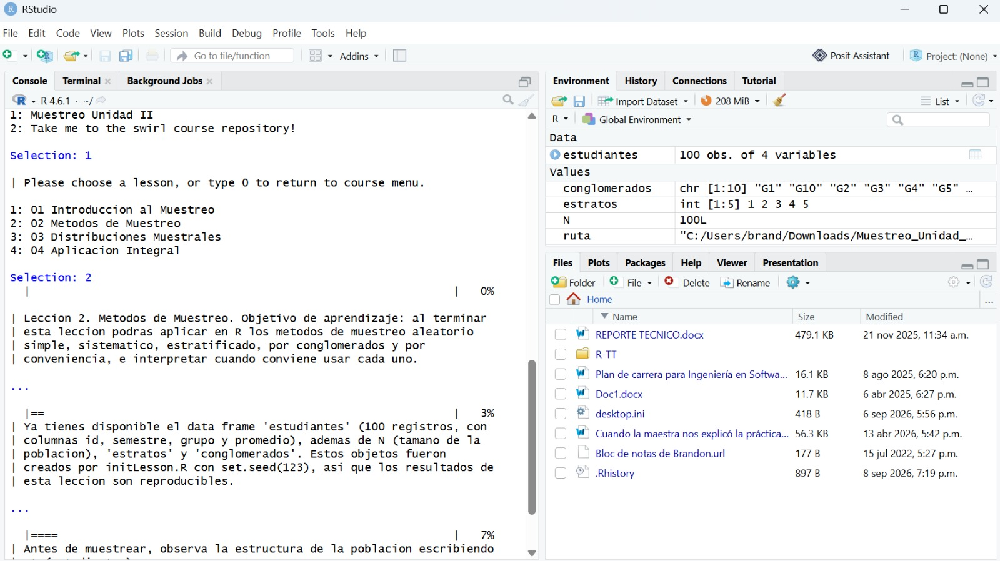 RStudio
File Edit Code View Plots Session Build Debug Profile Tools Help
Go to file/function Addins Posit Assistant Project: (None)
Console Terminal Background Jobs
R 4.6.1 · ~/
1: Muestreo Unidad II
2: Take me to the swirl course repository!
Selection: 1
| Please choose a lesson, or type 0 to return to course menu.
1: 01 Introduccion al Muestreo
2: 02 Metodos de Muestreo
3: 03 Distribuciones Muestrales
4: 04 Aplicacion Integral
Selection: 2
| | 0%
| Leccion 2. Metodos de Muestreo. Objetivo de aprendizaje: al terminar
| esta leccion podras aplicar en R los metodos de muestreo aleatorio
| simple, sistematico, estratificado, por conglomerados y por
| conveniencia, e interpretar cuando conviene usar cada uno.
...
|== | 3%
| Ya tienes disponible el data frame 'estudiantes' (100 registros, con
| columnas id, semestre, grupo y promedio), ademas de N (tamano de la
| poblacion), 'estratos' y 'conglomerados'. Estos objetos fueron
| creados por initLesson.R con set.seed(123), asi que los resultados de
| esta leccion son reproducibles.
...
|==== | 7%
| Antes de muestrear, observa la estructura de la poblacion escribiendo
Environment History Connections Tutorial
Import Dataset 208 MiB List
R Global Environment
Data
estudiantes 100 obs. of 4 variables
Values
conglomerados chr [1:10] "G1" "G10" "G2" "G3" "G4" "G5" …
estratos int [1:5] 1 2 3 4 5
N 100L
ruta "C:/Users/brand/Downloads/Muestreo_Unidad_…
Files Plots Packages Help Viewer Presentation
Folder File Delete Rename
Home ...
Name Size Modified
REPORTE TECNICO.docx 479.1 KB 21 nov 2025, 11:34 a.m.
R-TT
Plan de carrera para Ingeniería en Softwa... 16.1 KB 8 ago 2025, 6:20 p.m.
Doc1.docx 11.7 KB 6 abr 2025, 6:27 p.m.
desktop.ini 418 B 6 sep 2026, 5:56 p.m.
Cuando la maestra nos explicó la práctica... 56.3 KB 13 abr 2026, 5:42 p.m.
Bloc de notas de Brandon.url 177 B 15 jul 2022, 5:27 p.m.
.Rhistory 897 B 8 sep 2026, 7:19 p.m.